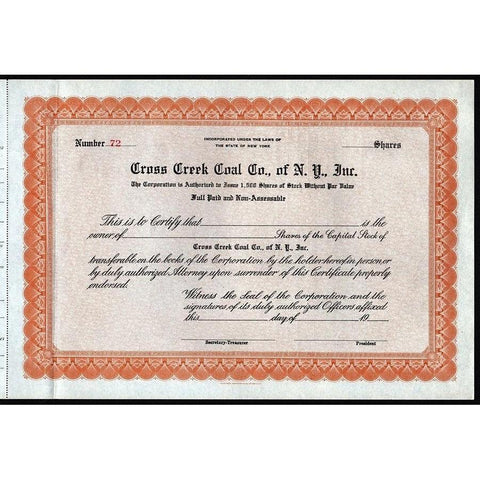 INCORPORATED UNDER THE LAWS OF
THE STATE OF NEW YORK
Number 72 Shares
Cross Creek Coal Co., of N. Y., Inc.
The Corporation is Authorized to Issue 1,500 Shares of Stock Without Par Value
Full Paid and Non-Assessable
This is to Certify that is the
owner of Shares of the Capital Stock of
Cross Creek Coal Co., of N. Y., Inc.
transferable on the books of the Corporation by the holder hereof in person or
by duly authorized Attorney upon surrender of this Certificate properly
endorsed.
Witness the seal of the Corporation and the
signatures of its duly authorized Officers affixed
this day of 19
Secretary-Treasurer President